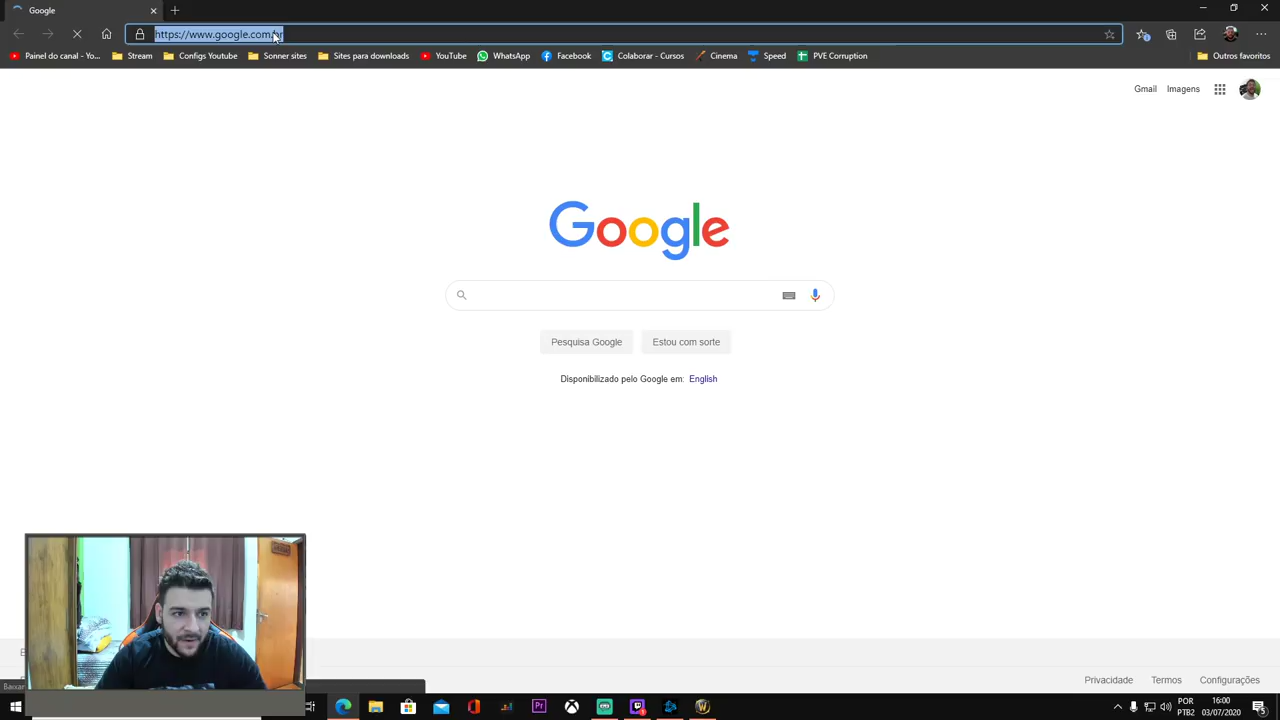 Google
https://www.google.com.br
Painel do canal - Yo...
Stream
Configs Youtube
Sonner sites
Sites para downloads
YouTube
WhatsApp
Facebook
Colaborar - Cursos
Cinema
Speed
PVE Corruption
Outros favoritos
Gmail
Imagens
Google
Pesquisa Google
Estou com sorte
Disponibilizado pelo Google em: English
Privacidade
Termos
Configurações
POR
PTB2
16:00
03/07/2020